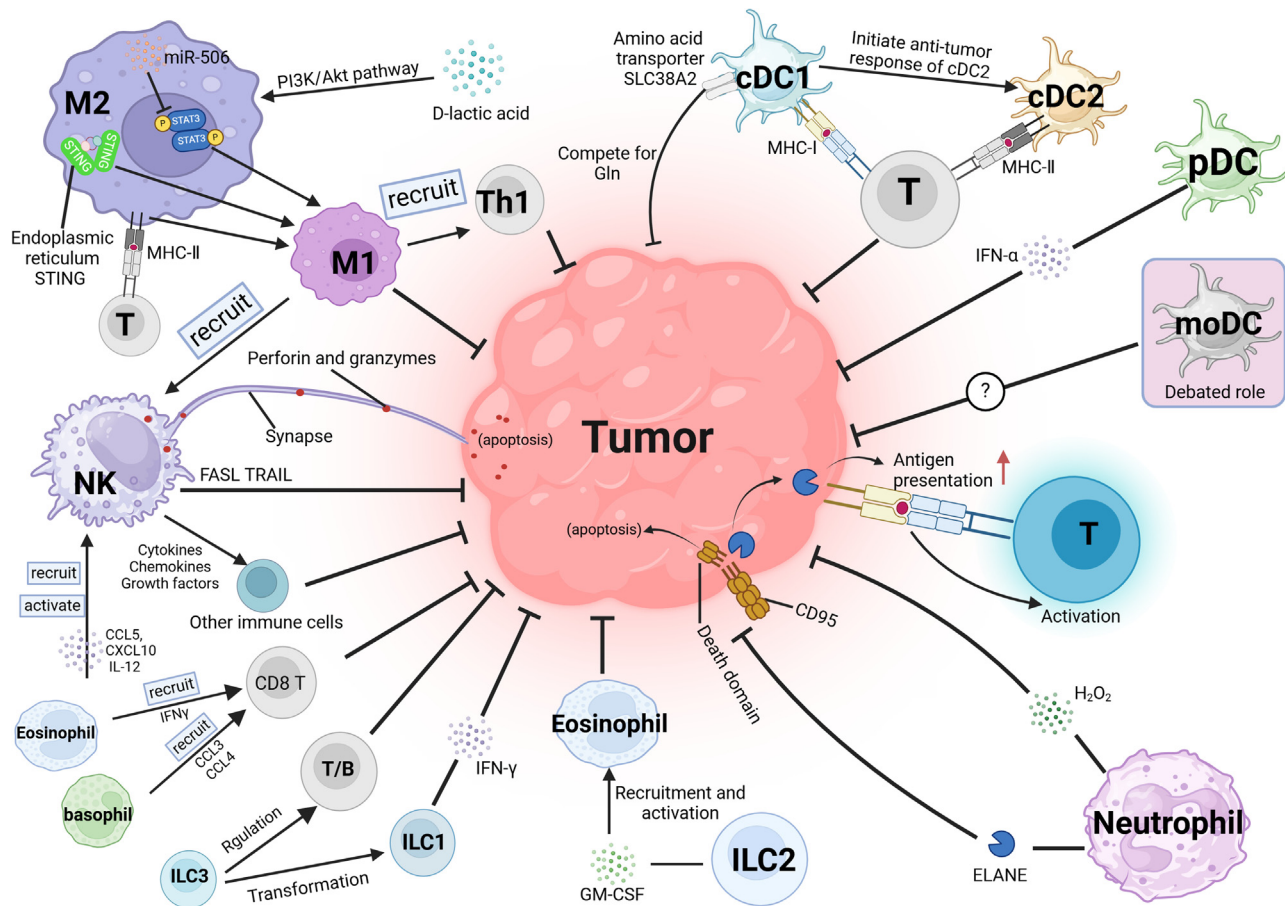 miR-506
M2
P
STAT3
STAT3
P
STING
STING
PI3K/Akt pathway
D-lactic acid
Endoplasmic
reticulum
STING
MHC-II
T
M1
recruit
Th1
recruit
Amino acid
transporter
SLC38A2
cDC1
Initiate anti-tumor
response of cDC2
cDC2
MHC-I
MHC-II
T
Compete for
Gln
pDC
IFN-α
moDC
Debated role
?
Perforin and granzymes
Synapse
(apoptosis)
Tumor
NK
FASL TRAIL
Cytokines
Chemokines
Growth factors
Other immune cells
recruit
activate
CCL5,
CXCL10
IL-12
Eosinophil
recruit
IFNγ
CD8 T
basophil
recruit
CCL3
CCL4
T/B
Rgulation
ILC3
Transformation
ILC1
IFN-γ
Eosinophil
Recruitment and
activation
GM-CSF
ILC2
(apoptosis)
Death domain
CD95
Antigen
presentation
T
Activation
H₂O₂
Neutrophil
ELANE